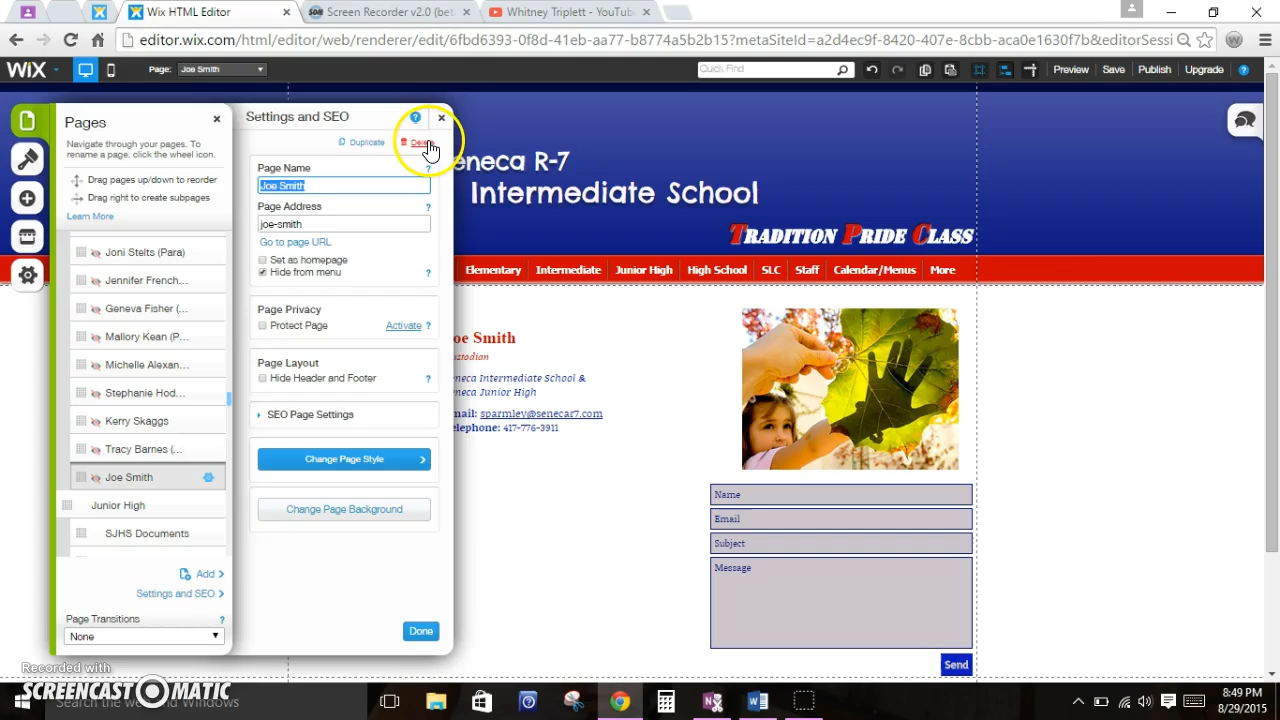 Wix HTML Editor
Screen Recorder v2.0 (bet
Whitney Triplett - YouTub
editor.wix.com/html/editor/web/renderer/edit/6fbd6393-0f8d-41eb-aa77-b8774a5b2b15?metaSiteId=a2d4ec9f-8420-407e-8cbb-aca0e1630f7b&editorSessi
WiX
Page: Joe Smith
Quick Find
Preview
Save
Publish
Upgrade
Pages
Navigate through your pages. To
rename a page, click the wheel icon.
Drag pages up/down to reorder
Drag right to create subpages
Learn More
Joni Stelts (Para)
Jennifer French...
Geneva Fisher (...
Mallory Kean (P...
Michelle Alexan...
Stephanie Hod...
Kerry Skaggs
Tracy Barnes (...
Joe Smith
Junior High
SJHS Documents
Add
Settings and SEO
Page Transitions ?
None
Settings and SEO
Duplicate
Page Name ?
Joe Smith
Page Address ?
joe-smith
Go to page URL
Set as homepage
Hide from menu ?
Page Privacy
Protect Page Activate ?
Page Layout
Hide Header and Footer ?
SEO Page Settings
Change Page Style
Change Page Background
Done
eneca R-7
Intermediate School
Tradition Pride Class
Elementary Intermediate Junior High High School SLC Staff Calendar/Menus More
oe Smith
ustodian
eneca Intermediate School &
eneca Junior High
mail: sparmley@senecar7.com
elephone: 417-776-3911
Name
Email
Subject
Message
Send
Recorded with
SCREENCAST-O-MATIC
Search the web and Windows
8:49 PM
8/29/2015